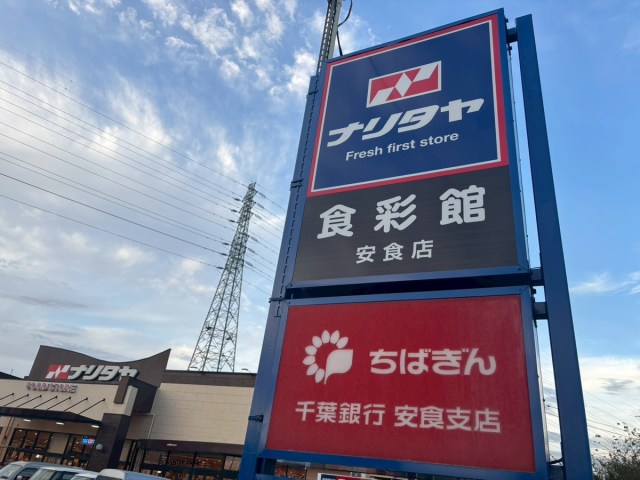 ナリタヤ
Fresh first store
食彩館
安食店
ちばぎん
千葉銀行 安食支店
ナリタヤ